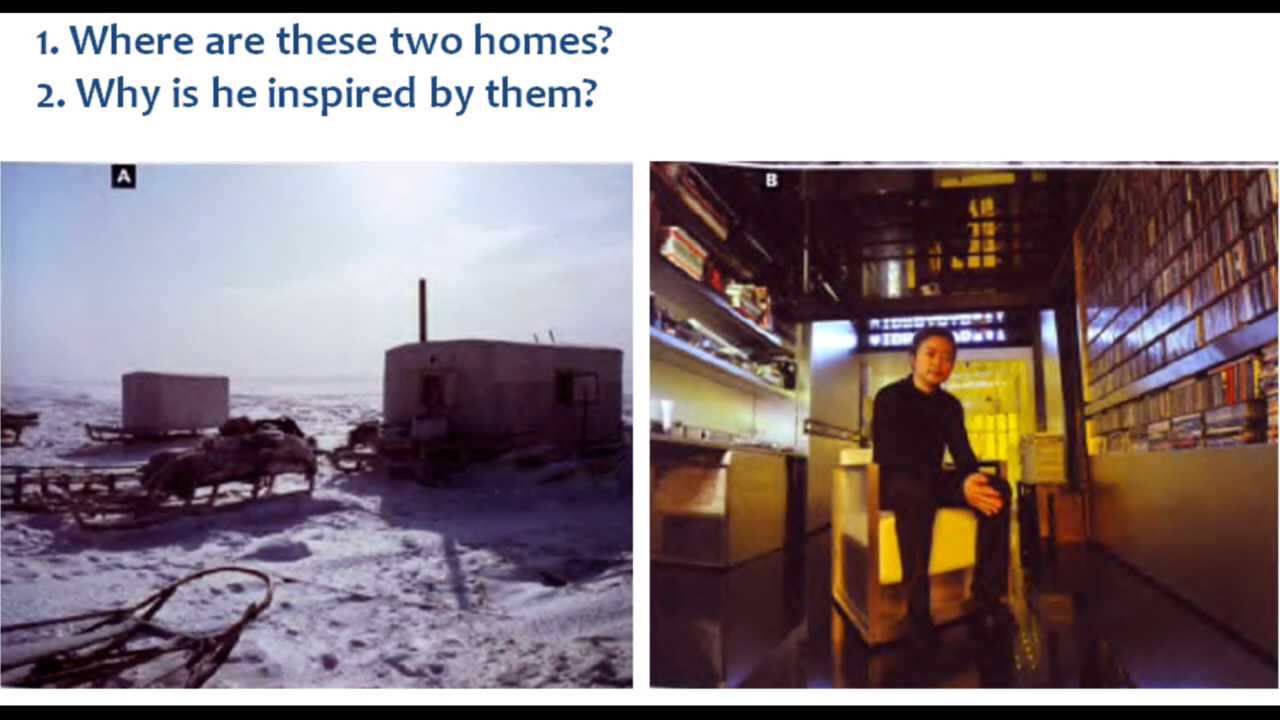 1. Where are these two homes?
2. Why is he inspired by them?
A
B